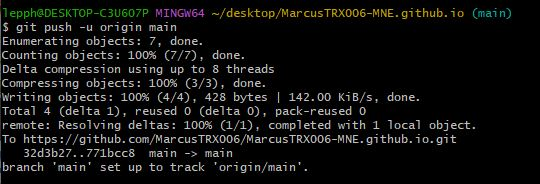 lepph@DESKTOP-C3U607P MINGW64 ~/desktop/MarcusTRX006-MNE.github.io (main)
$ git push -u origin main
Enumerating objects: 7, done.
Counting objects: 100% (7/7), done.
Delta compression using up to 8 threads
Compressing objects: 100% (3/3), done.
Writing objects: 100% (4/4), 428 bytes | 142.00 KiB/s, done.
Total 4 (delta 1), reused 0 (delta 0), pack-reused 0
remote: Resolving deltas: 100% (1/1), completed with 1 local object.
To https://github.com/MarcusTRX006/MarcusTRX006-MNE.github.io.git
   32d3b27..771bcc8  main -> main
branch 'main' set up to track 'origin/main'.